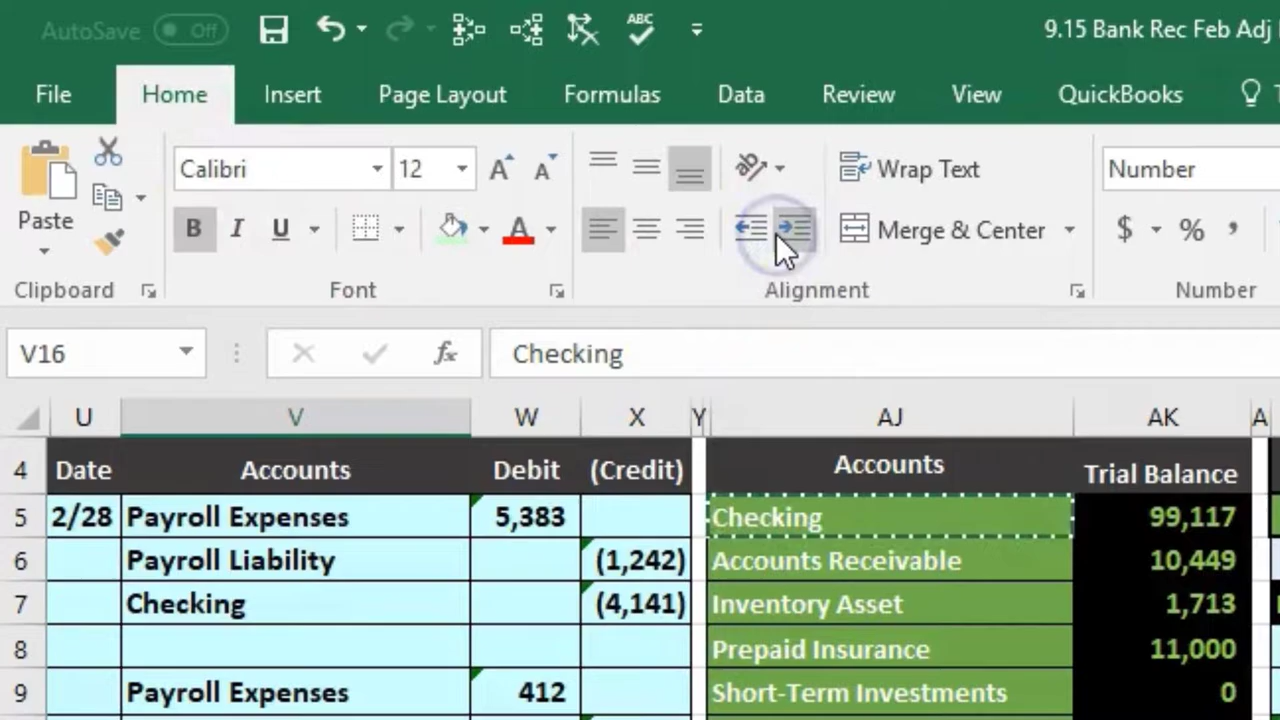 AutoSave Off ABC 9.15 Bank Rec Feb Adj
File Home Insert Page Layout Formulas Data Review View QuickBooks
Paste Calibri 12 A A Wrap Text Number
B I U A Merge & Center $ % ,
Clipboard Font Alignment Number
V16 fx Checking
U V W X Y AJ AK A
4 Date Accounts Debit (Credit) Accounts Trial Balance
5 2/28 Payroll Expenses 5,383 Checking 99,117
6 Payroll Liability (1,242) Accounts Receivable 10,449
7 Checking (4,141) Inventory Asset 1,713
8 Prepaid Insurance 11,000
9 Payroll Expenses 412 Short-Term Investments 0